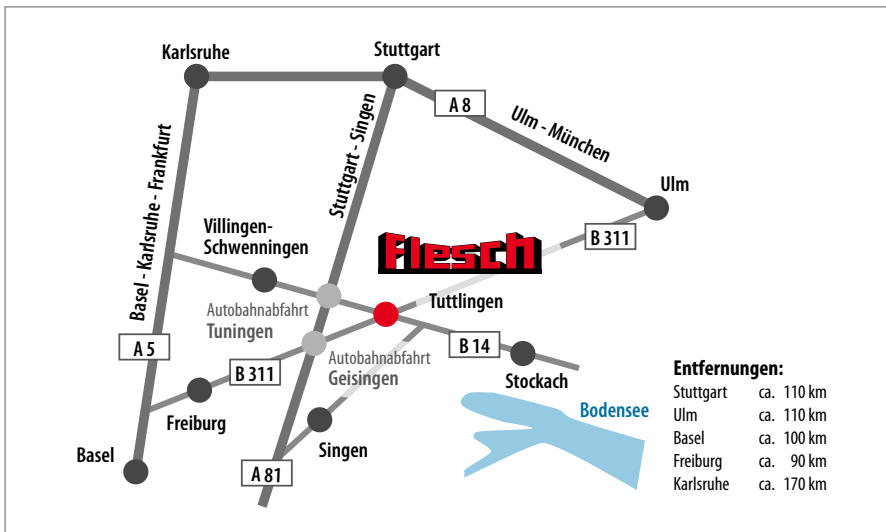 Karlsruhe
Stuttgart
A 8
Ulm - München
Ulm
B 311
Basel - Karlsruhe - Frankfurt
Stuttgart - Singen
Villingen-
Schwenningen
Flesch
Tuttlingen
Autobahnabfahrt
Tuningen
A 5
B 311
Autobahnabfahrt
Geisingen
B 14
Stockach
Freiburg
Singen
Basel
A 81
Bodensee
Entfernungen:
Stuttgart ca. 110 km
Ulm ca. 110 km
Basel ca. 100 km
Freiburg ca. 90 km
Karlsruhe ca. 170 km